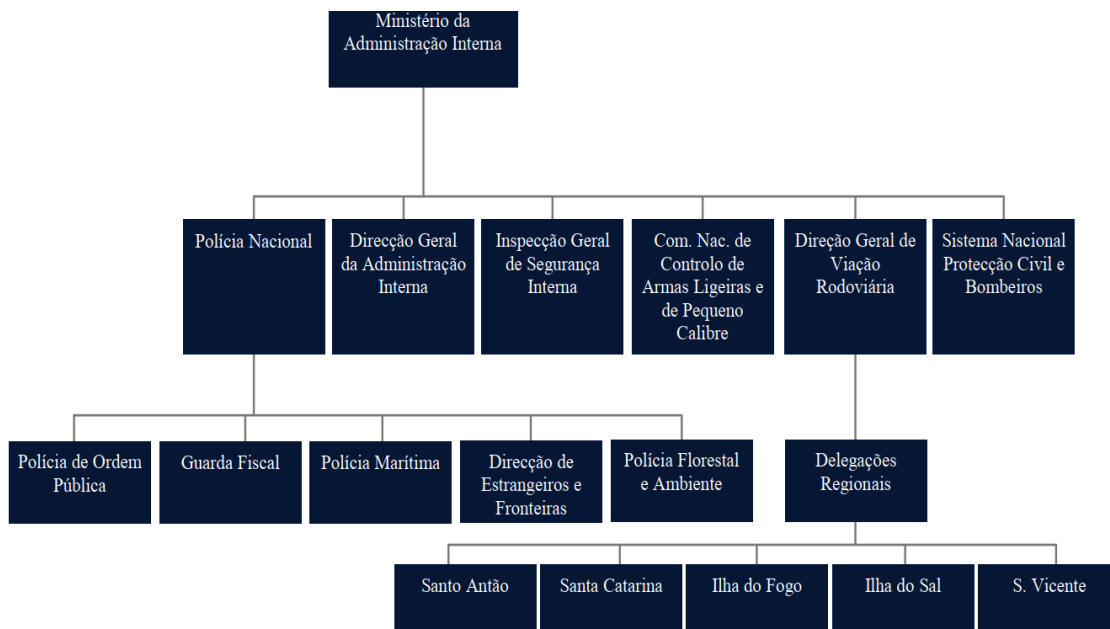 Ministério da
Administração Interna
Polícia Nacional
Direcção Geral
da Administração
Interna
Inspecção Geral
de Segurança
Interna
Com. Nac. de
Controlo de
Armas Ligeiras e
de Pequeno
Calibre
Direção Geral de
Viação
Rodoviária
Sistema Nacional
Protecção Civil e
Bombeiros
Polícia de Ordem
Pública
Guarda Fiscal
Polícia Marítima
Direcção de
Estrangeiros e
Fronteiras
Polícia Florestal
e Ambiente
Delegações
Regionais
Santo Antão
Santa Catarina
Ilha do Fogo
Ilha do Sal
S. Vicente